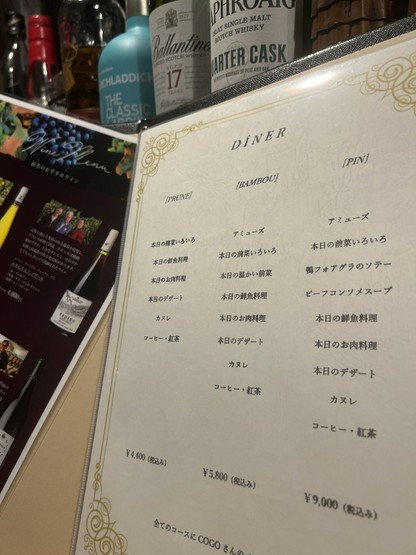 BRUICHLADDICH
THE
CLASSIC
Ballantine's
SCOTCH WHISKY
17
YEARS
LAPHROAIG
SINGLE MALT
SCOTCH WHISKY
QUARTER CASK
Wine Menu
DÎNER
[PRUNE]
本日の前菜いろいろ
本日の鮮魚料理
本日のお肉料理
本日のデザート
カヌレ
コーヒー・紅茶
¥4,400(税込み)
[BAMBOU]
アミューズ
本日の前菜いろいろ
本日の温かい前菜
本日の鮮魚料理
本日のお肉料理
本日のデザート
カヌレ
コーヒー・紅茶
¥5,800(税込み)
[PIN]
アミューズ
本日の前菜いろいろ
鴨フォアグラのソテー
ビーフコンソメスープ
本日の鮮魚料理
本日のお肉料理
本日のデザート
カヌレ
コーヒー・紅茶
¥9,000(税込み)
全てのコースにCOGOさんの